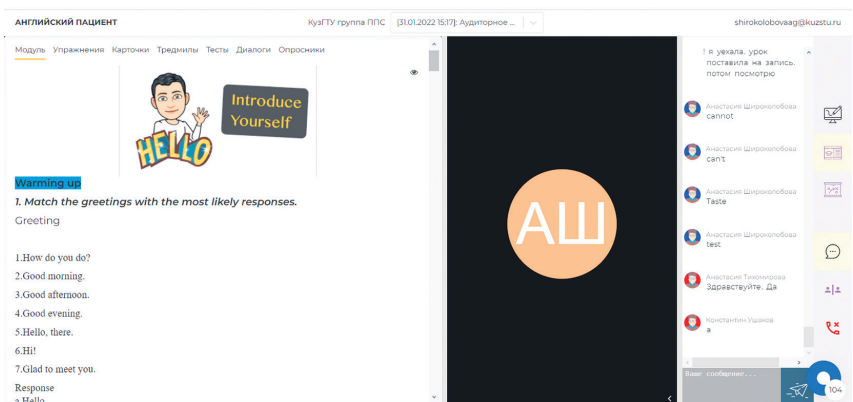 АНГЛИЙСКИЙ ПАЦИЕНТ
КузГТУ группа ППС
[31.01.2022 15:17]: Аудиторное ...
shirokolobovaag@kuzstu.ru
Модуль Упражнения Карточки Тредмилы Тесты Диалоги Опросники
HELLO
Introduce
Yourself
Warming up
1. Match the greetings with the most likely responses.
Greeting
1.How do you do?
2.Good morning.
3.Good afternoon.
4.Good evening.
5.Hello, there.
6.Hi!
7.Glad to meet you.
Response
a.Hello
АШ
! я уехала. урок
поставила на запись.
потом посмотрю
Анастасия Широколобова
cannot
Анастасия Широколобова
can't
Анастасия Широколобова
Taste
Анастасия Широколобова
test
Анастасия Тихомирова
Здравствуйте. Да
Константин Ушаков
а
Ваше сообщение...
104